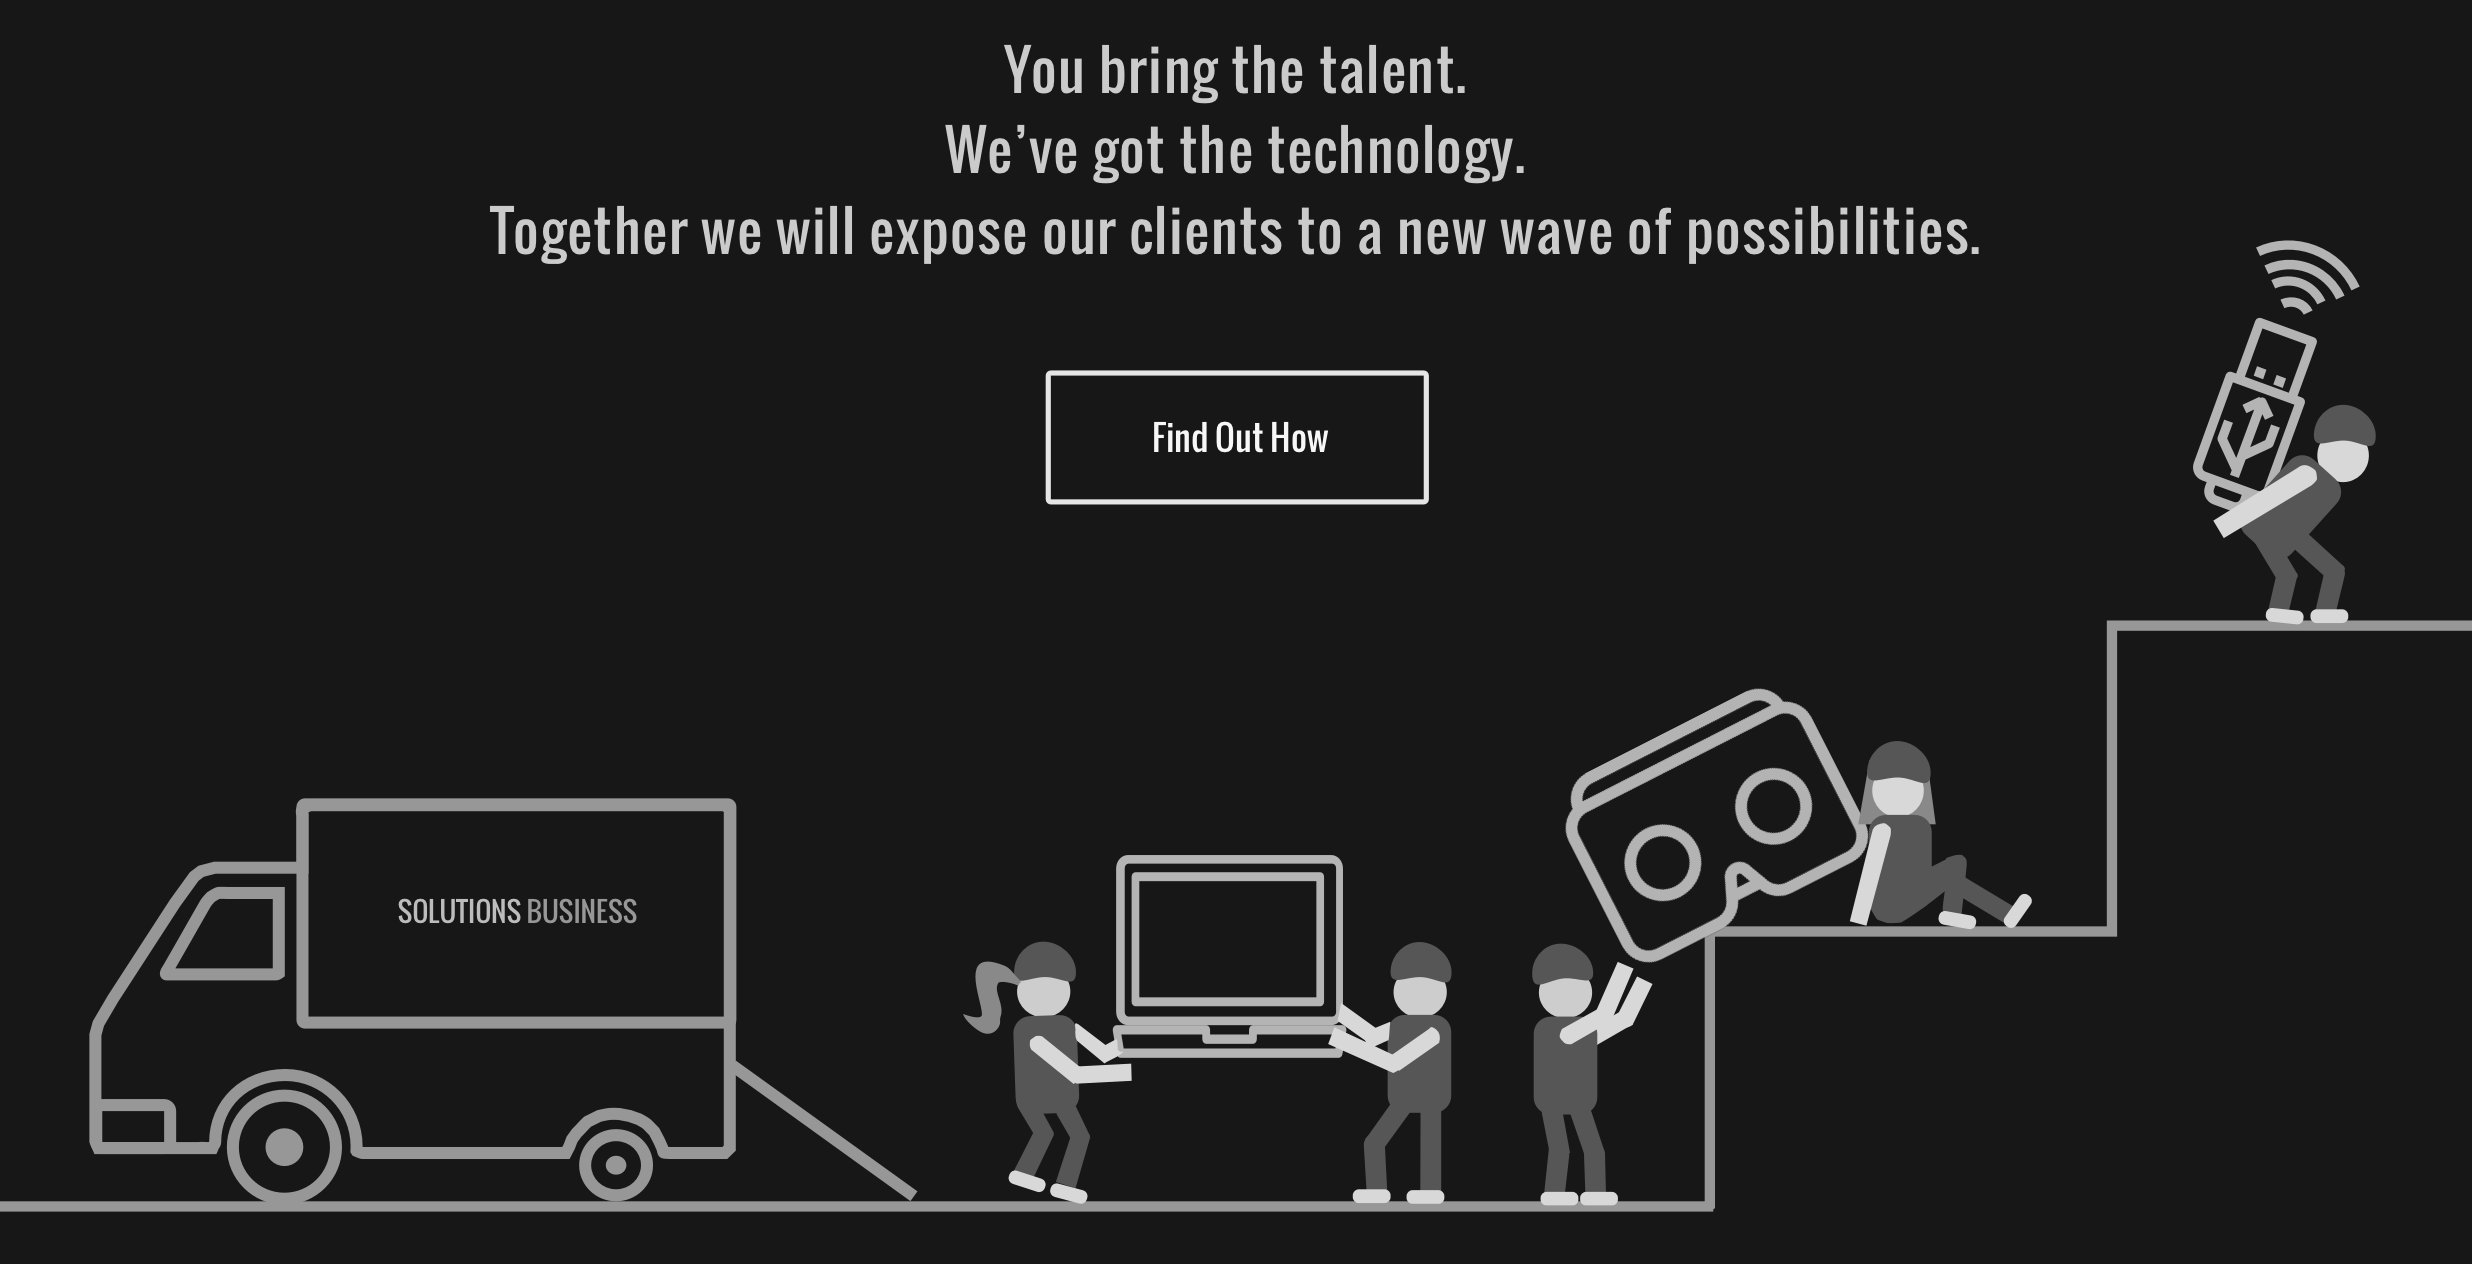 You bring the talent.
We’ve got the technology.
Together we will expose our clients to a new wave of possibilities.
Find Out How
SOLUTIONS BUSINESS